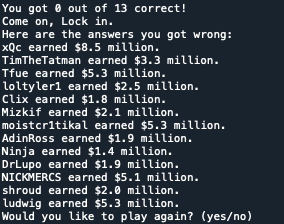 You got 0 out of 13 correct!
Come on, Lock in.
Here are the answers you got wrong:
xQc earned $8.5 million.
TimTheTatman earned $3.3 million.
Tfue earned $5.3 million.
loltyler1 earned $2.5 million.
Clix earned $1.8 million.
Mizkif earned $2.1 million.
moistcr1tikal earned $5.3 million.
AdinRoss earned $1.9 million.
Ninja earned $1.4 million.
DrLupo earned $1.9 million.
NICKMERCS earned $5.1 million.
shroud earned $2.0 million.
ludwig earned $5.3 million.
Would you like to play again? (yes/no)